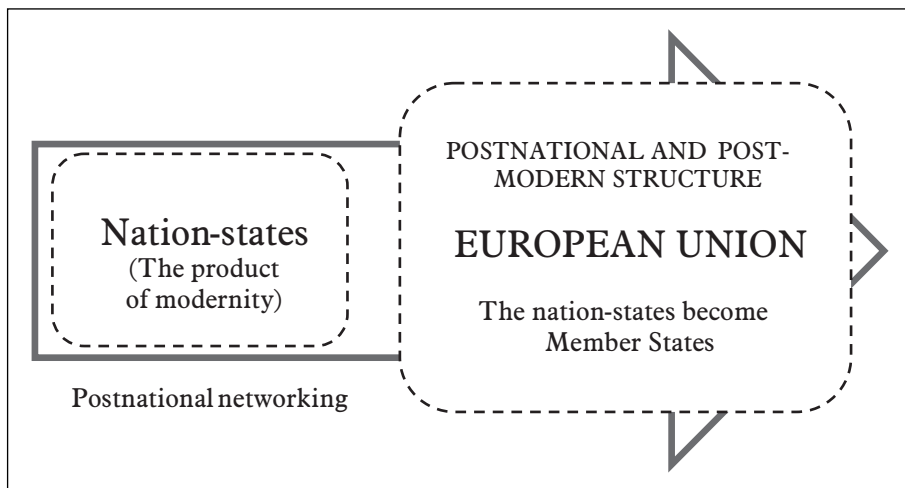 Nation-states
(The product
of modernity)
Postnational networking
POSTNATIONAL AND POST-
MODERN STRUCTURE
EUROPEAN UNION
The nation-states become
Member States